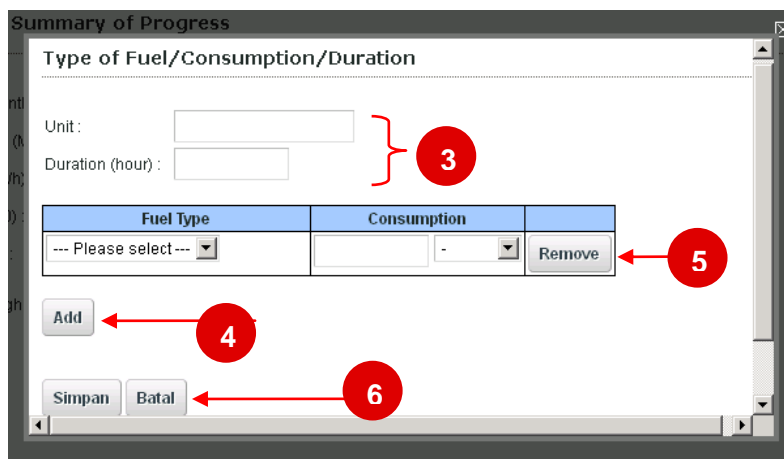 Summary of Progress
Type of Fuel/Consumption/Duration
Unit :
3
Duration (hour) :
Fuel Type Consumption
--- Please select --- - Remove
5
Add
4
Simpan Batal
6